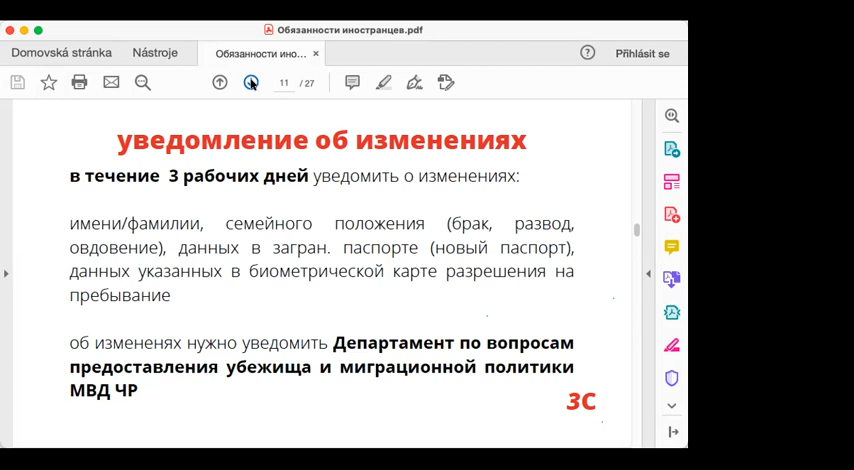 Обязанности иностранцев.pdf
Domovská stránka Nástroje Обязанности ино... × Přihlásit se
11 / 27
уведомление об изменениях
в течение 3 рабочих дней уведомить о изменениях:
имени/фамилии, семейного положения (брак, развод,
овдовение), данных в загран. паспорте (новый паспорт),
данных указанных в биометрической карте разрешения на
пребывание
об измененях нужно уведомить Департамент по вопросам
предоставления убежища и миграционной политики
МВД ЧР
ЗС